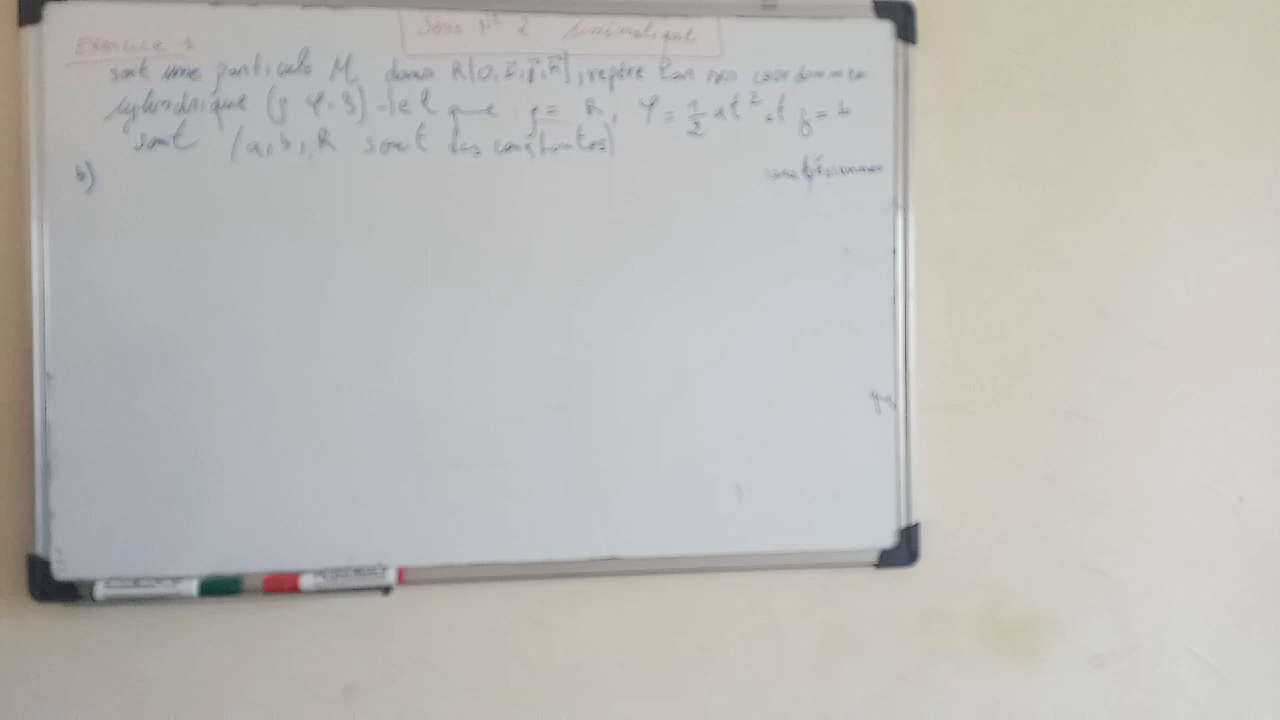 Série N° 2 Cinématique
Exercice 1
soit une particule M dans R(O, i, j, k), repère par ses coordonnée
cylindrique (ρ φ, z) tel que ρ = R, φ = 1/2 at² et z = b
sont (a, b, R sont des constantes)
b)